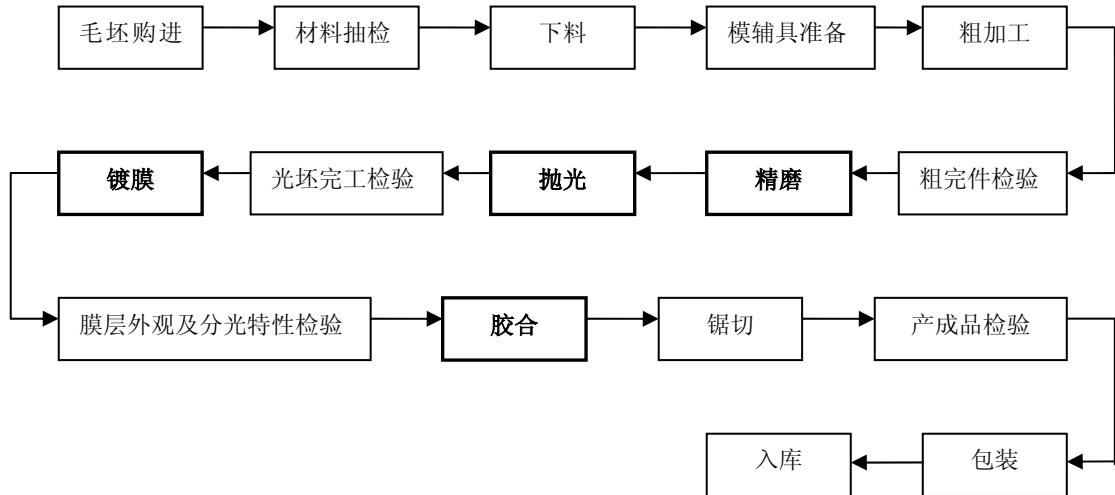 毛坯购进
材料抽检
下料
模辅具准备
粗加工
镀膜
光坯完工检验
抛光
精磨
粗完件检验
膜层外观及分光特性检验
胶合
锯切
产成品检验
入库
包装